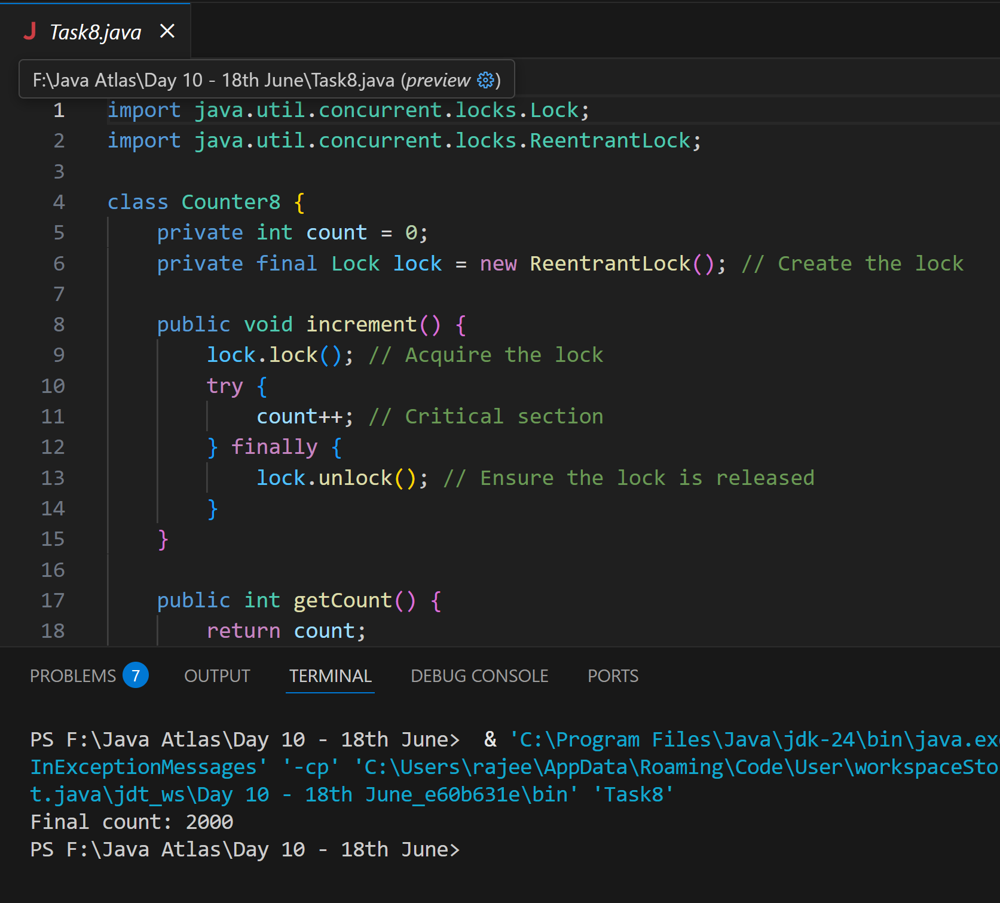 J Task8.java ×
F:\Java Atlas\Day 10 - 18th June\Task8.java (preview )
1 import java.util.concurrent.locks.Lock;
2 import java.util.concurrent.locks.ReentrantLock;
3
4 class Counter8 {
5     private int count = 0;
6     private final Lock lock = new ReentrantLock(); // Create the lock
7
8     public void increment() {
9         lock.lock(); // Acquire the lock
10         try {
11             count++; // Critical section
12         } finally {
13             lock.unlock(); // Ensure the lock is released
14         }
15     }
16
17     public int getCount() {
18         return count;
PROBLEMS 7 OUTPUT TERMINAL DEBUG CONSOLE PORTS
PS F:\Java Atlas\Day 10 - 18th June>  & 'C:\Program Files\Java\jdk-24\bin\java.ex
InExceptionMessages' '-cp' 'C:\Users\rajee\AppData\Roaming\Code\User\workspaceSto
t.java\jdt_ws\Day 10 - 18th June_e60b631e\bin' 'Task8'
Final count: 2000
PS F:\Java Atlas\Day 10 - 18th June>